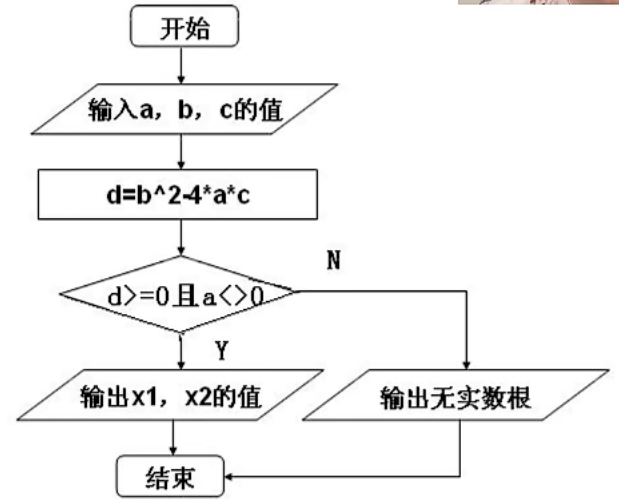 开始
输入a，b，c的值
d=b^2-4*a*c
d>=0且a<>0
N
Y
输出x1，x2的值
输出无实数根
结束